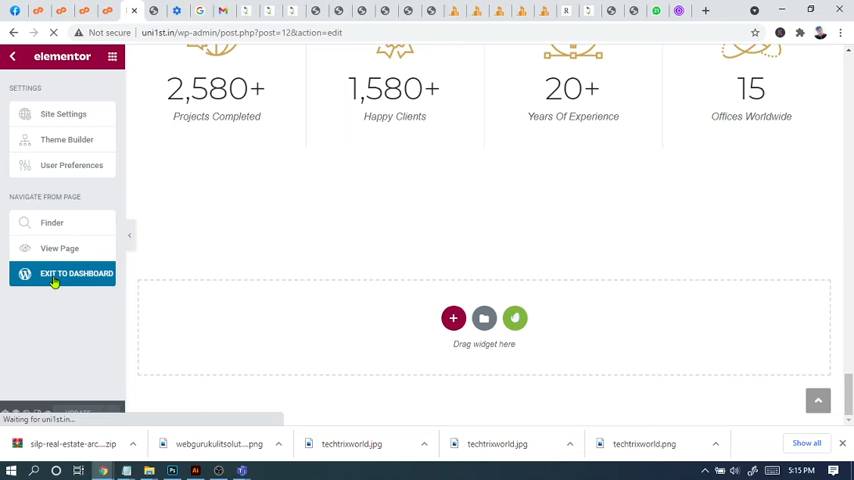 Not secure
uni1st.in/wp-admin/post.php?post=12&action=edit
elementor
SETTINGS
Site Settings
Theme Builder
User Preferences
NAVIGATE FROM PAGE
Finder
View Page
EXIT TO DASHBOARD
2,580+
1,580+
20+
15
Projects Completed
Happy Clients
Years Of Experience
Offices Worldwide
Drag widget here
UPDATE
Waiting for uni1st.in...
silp-real-estate-arc....zip
webgurukulitsolut....png
techtrixworld.jpg
techtrixworld.jpg
techtrixworld.png
Show all
5:15 PM